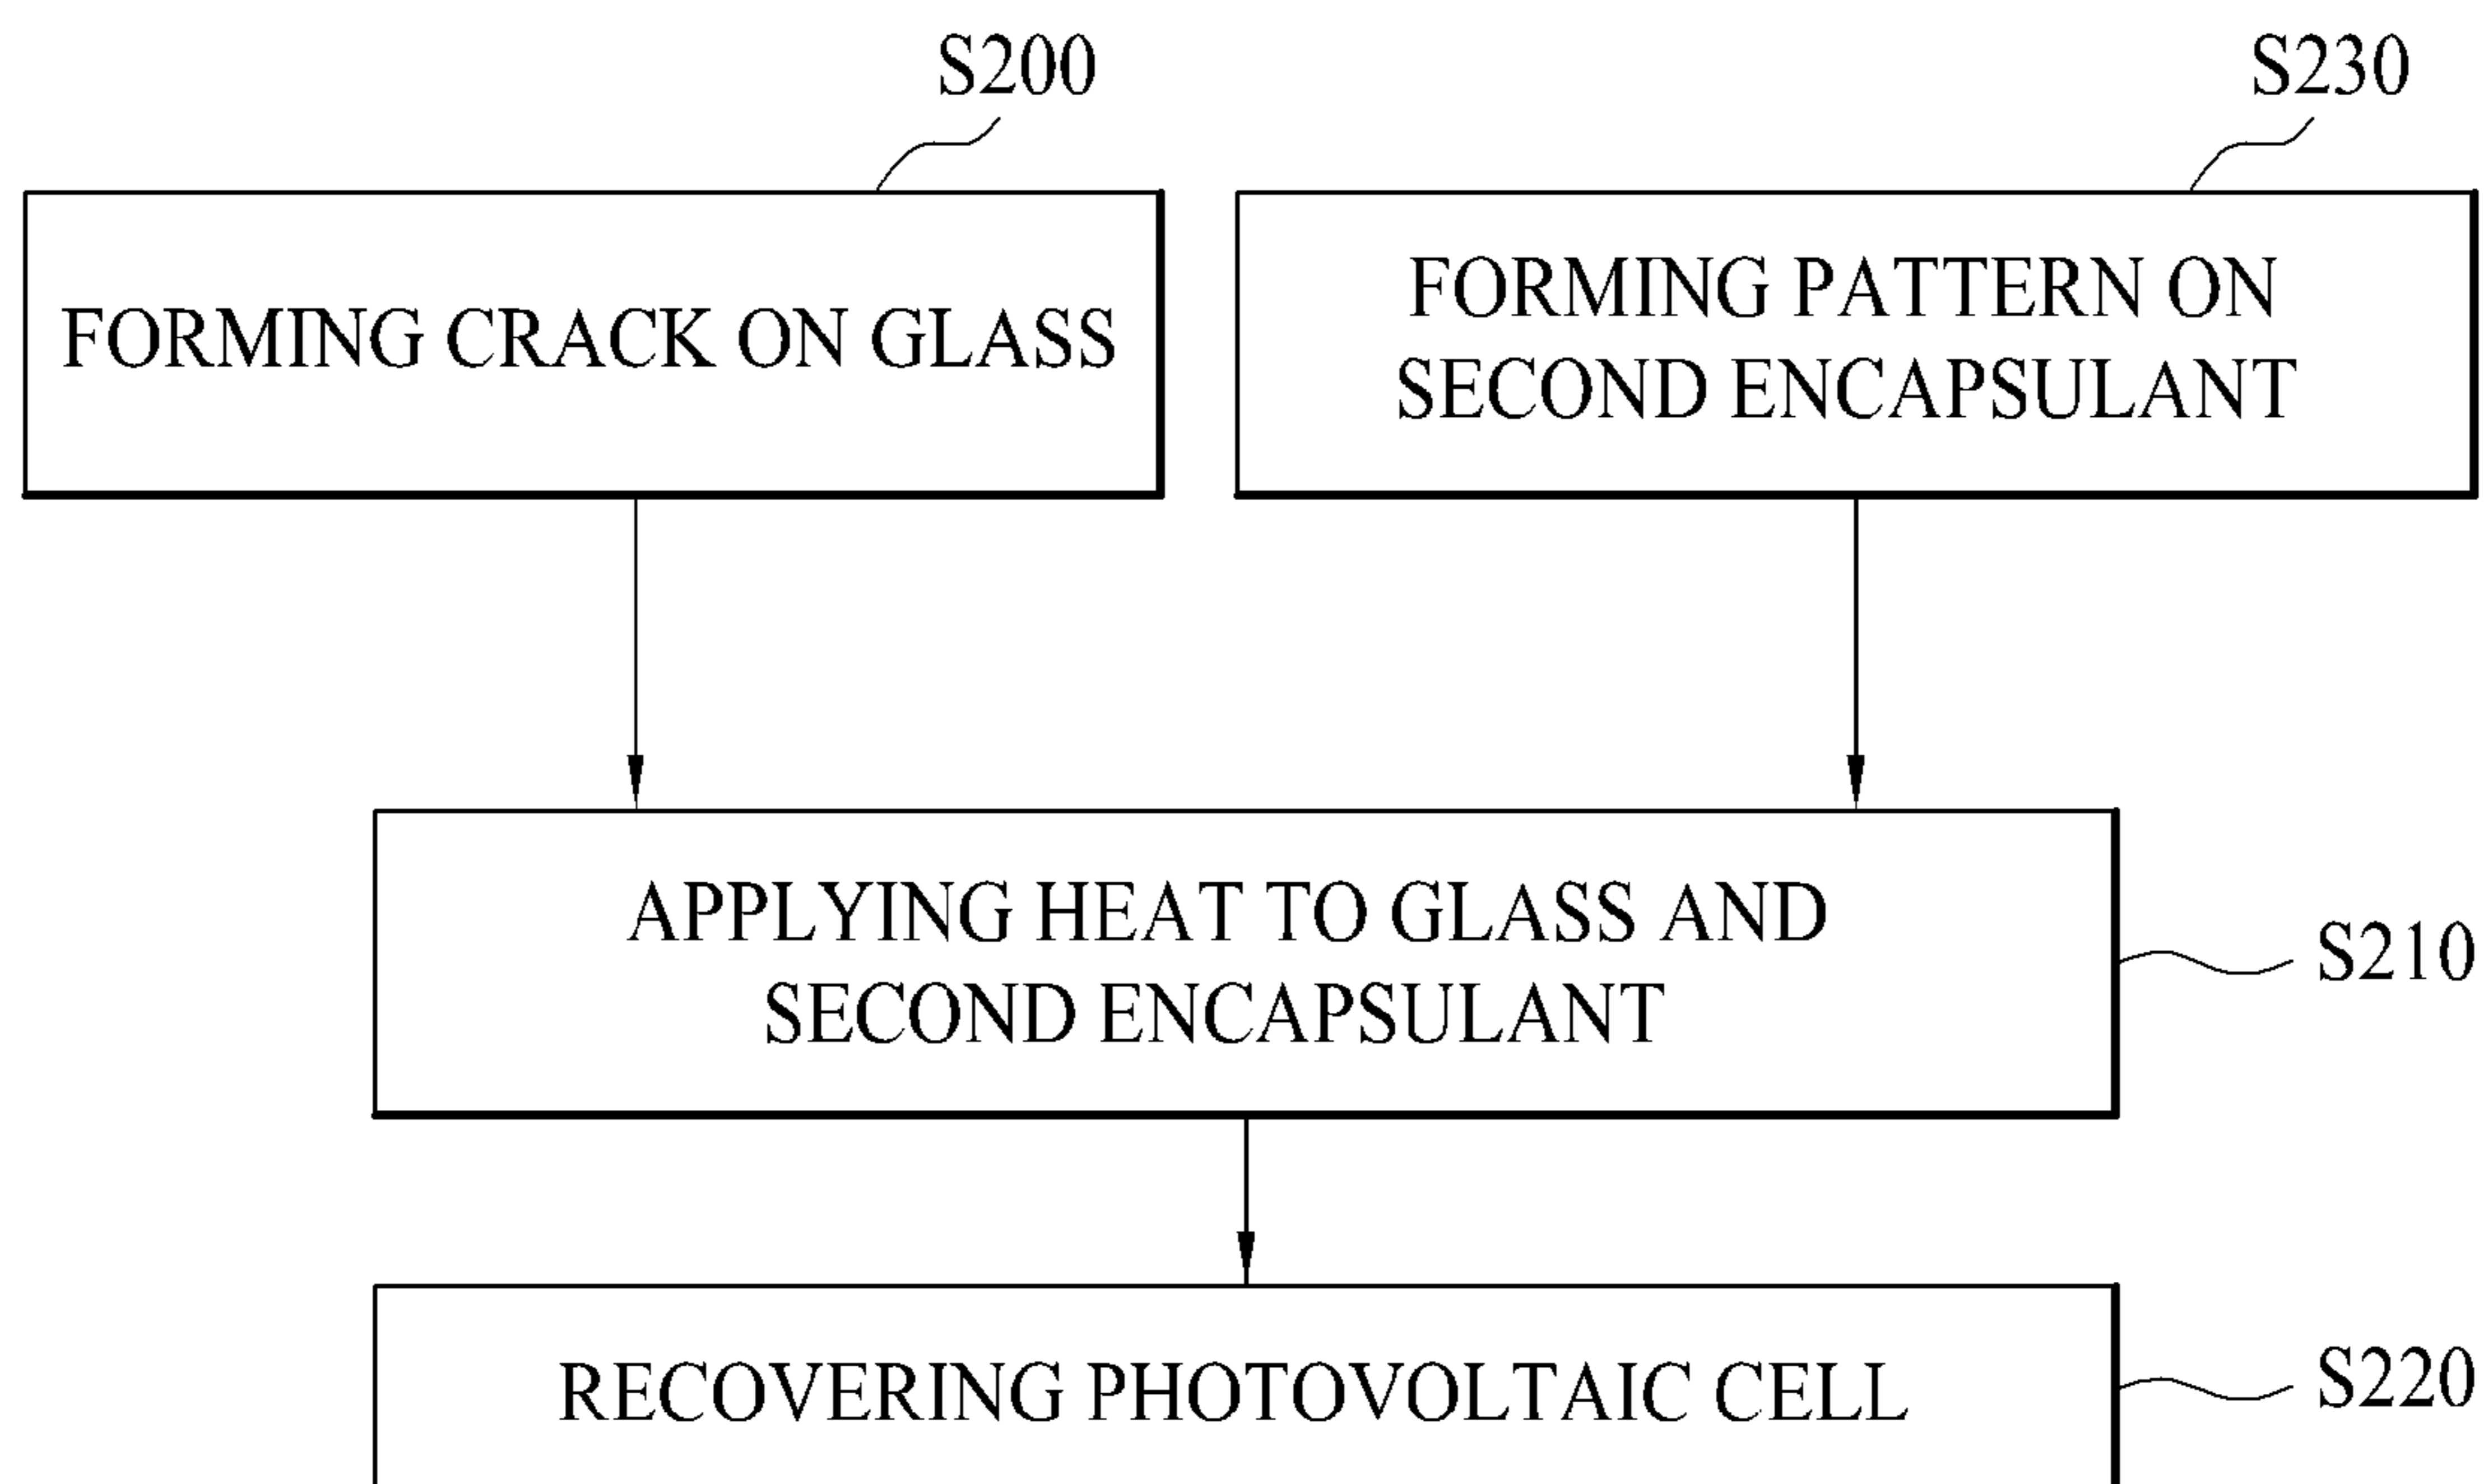 S200
S230
FORMING CRACK ON GLASS
FORMING PATTERN ON
SECOND ENCAPSULANT
APPLYING HEAT TO GLASS AND
SECOND ENCAPSULANT
S210
RECOVERING PHOTOVOLTAIC CELL
S220